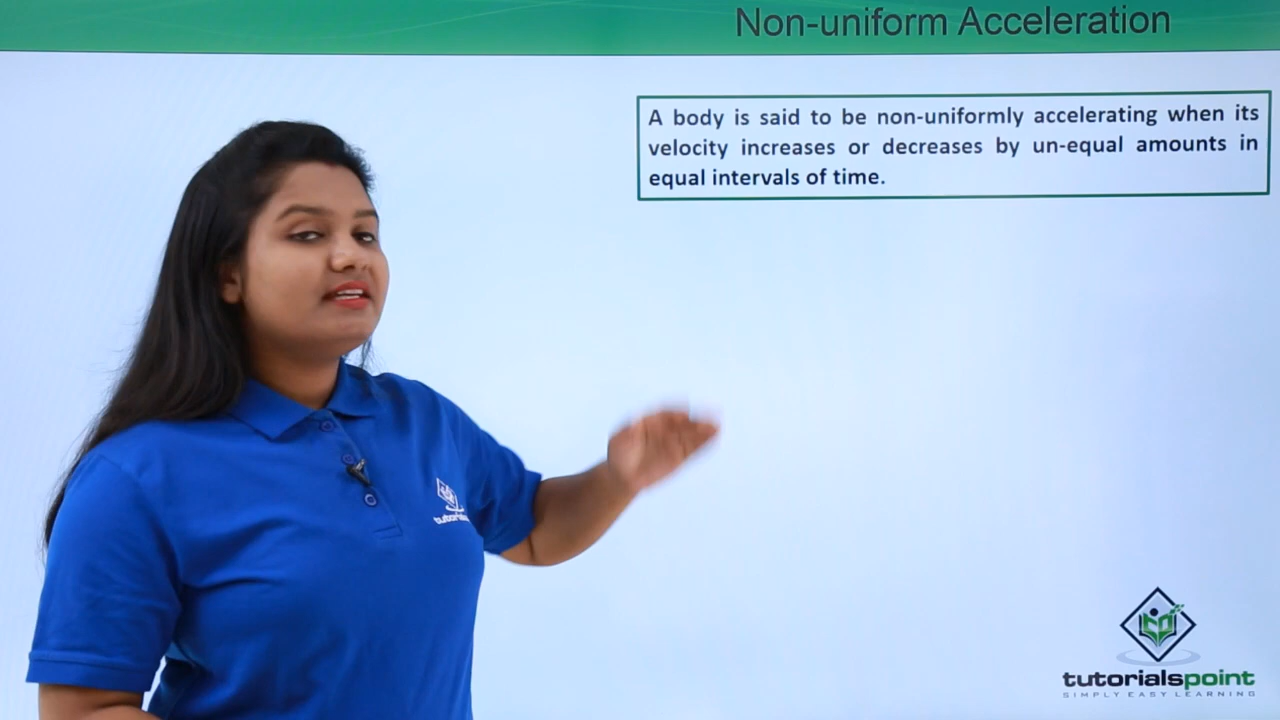 Non-uniform Acceleration
A body is said to be non-uniformly accelerating when its
velocity increases or decreases by un-equal amounts in
equal intervals of time.
tutorialspoint
SIMPLY EASY LEARNING